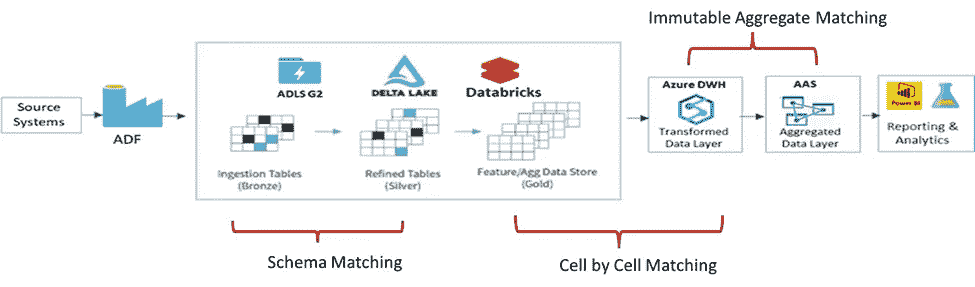 Immutable Aggregate Matching
Source
Systems
ADF
ADLS G2
DELTA LAKE
Databricks
Ingestion Tables
(Bronze)
Refined Tables
(Silver)
Feature/Agg Data Store
(Gold)
Azure DWH
Transformed
Data Layer
AAS
Aggregated
Data Layer
Power BI
Reporting &
Analytics
Schema Matching
Cell by Cell Matching